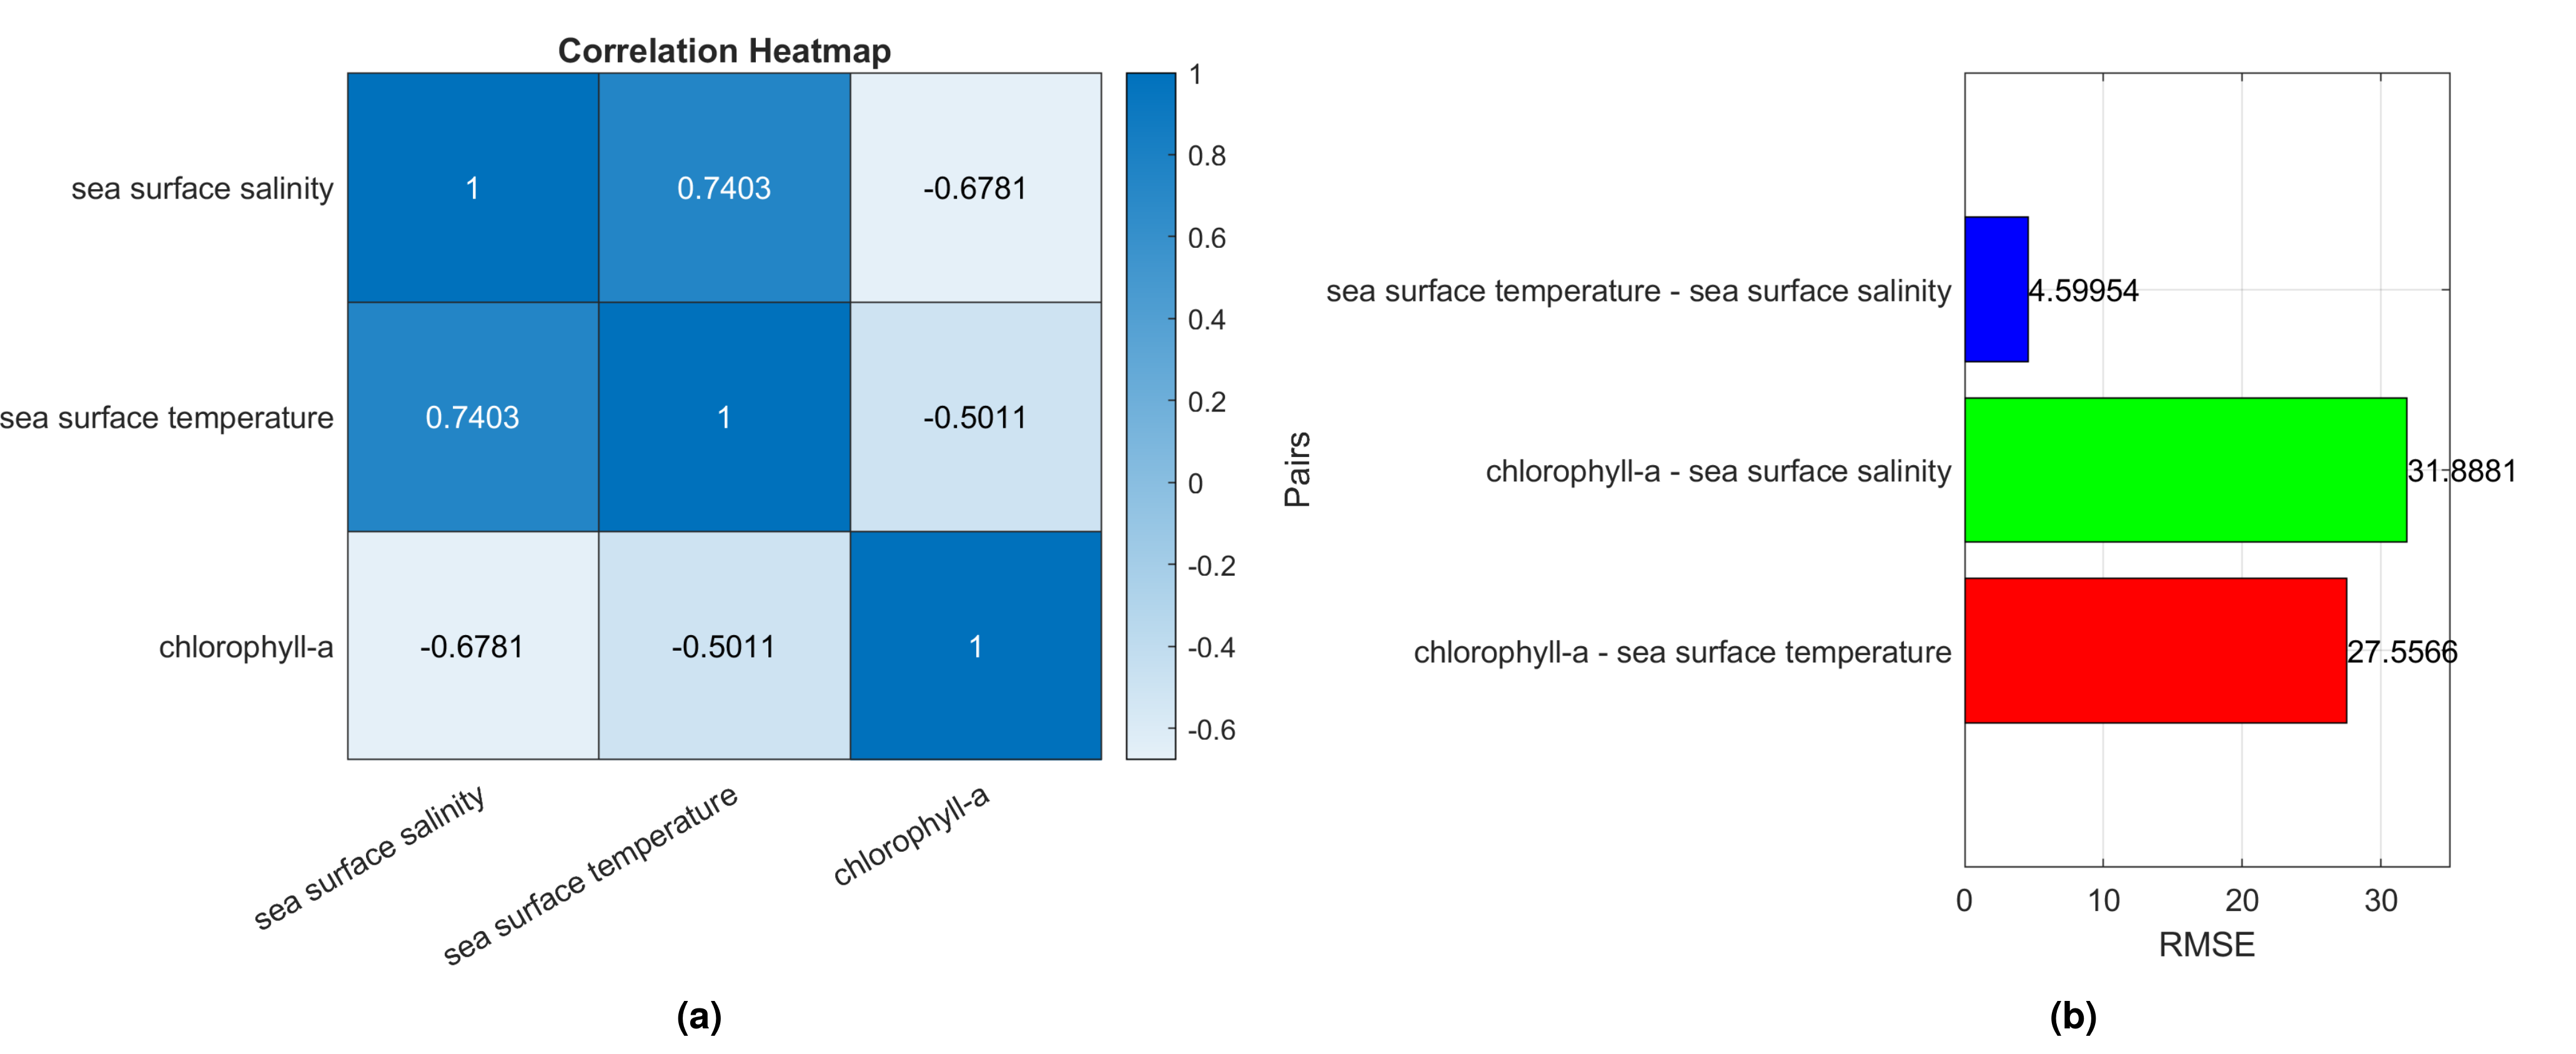 Correlation Heatmap
sea surface salinity
1
0.7403
-0.6781
sea surface temperature
0.7403
1
-0.5011
chlorophyll-a
-0.6781
-0.5011
1
sea surface salinity
sea surface temperature
chlorophyll-a
1
0.8
0.6
0.4
0.2
0
-0.2
-0.4
-0.6
(a)
Pairs
sea surface temperature - sea surface salinity
4.59954
chlorophyll-a - sea surface salinity
31.8881
chlorophyll-a - sea surface temperature
27.5566
0 10 20 30
RMSE
(b)